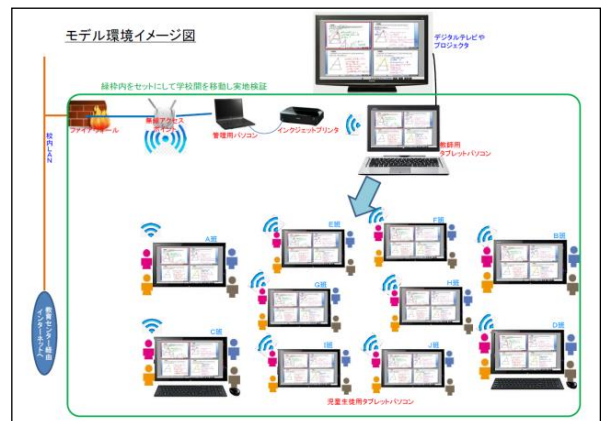 モデル環境イメージ図
デジタルテレビや
プロジェクタ
緑枠内をセットにして学校間を移動し実地検証
ファイアウォール
無線アクセス
ポイント
管理用パソコン
インクジェットプリンタ
教師用
タブレットパソコン
校内LAN
A班
E班
F班
B班
G班
H班
C班
I班
J班
D班
教育センター経由
インターネットへ
児童生徒用タブレットパソコン